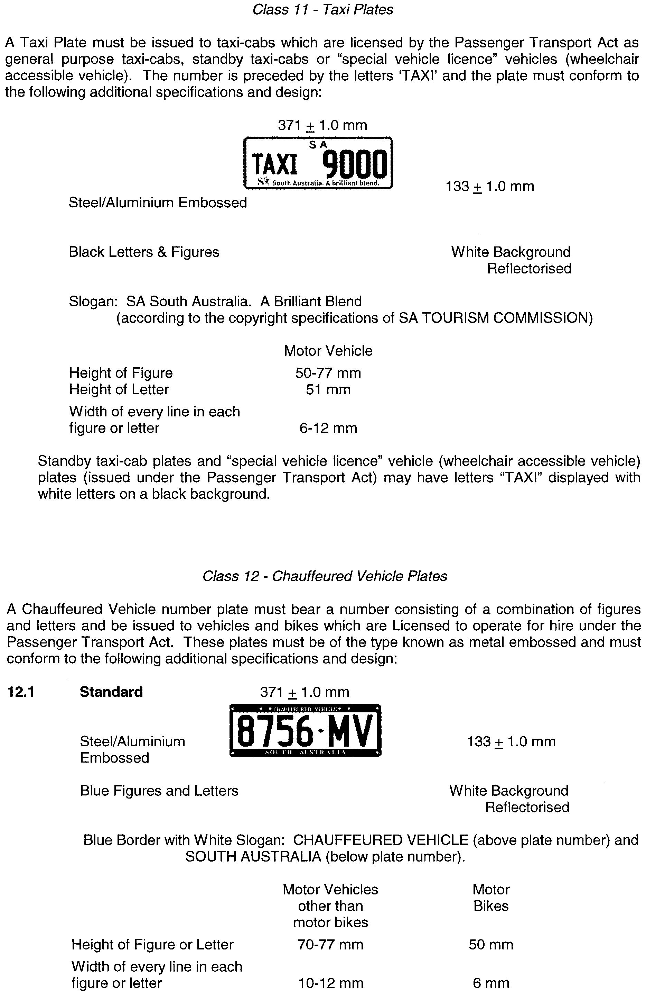 Class 11 - Taxi Plates
A Taxi Plate must be issued to taxi-cabs which are licensed by the Passenger Transport Act as
general purpose taxi-cabs, standby taxi-cabs or “special vehicle licence” vehicles (wheelchair
accessible vehicle). The number is preceded by the letters ‘TAXI’ and the plate must conform to
the following additional specifications and design:
371 ± 1.0 mm
SA
TAXI 9000
SA South Australia. A brilliant blend.
133 ± 1.0 mm
Steel/Aluminium Embossed
Black Letters & Figures White Background
Reflectorised
Slogan: SA South Australia. A Brilliant Blend
(according to the copyright specifications of SA TOURISM COMMISSION)
Motor Vehicle
Height of Figure 50-77 mm
Height of Letter 51 mm
Width of every line in each
figure or letter 6-12 mm
Standby taxi-cab plates and “special vehicle licence” vehicle (wheelchair accessible vehicle)
plates (issued under the Passenger Transport Act) may have letters “TAXI” displayed with
white letters on a black background.
Class 12 - Chauffeured Vehicle Plates
A Chauffeured Vehicle number plate must bear a number consisting of a combination of figures
and letters and be issued to vehicles and bikes which are Licensed to operate for hire under the
Passenger Transport Act. These plates must be of the type known as metal embossed and must
conform to the following additional specifications and design:
12.1 Standard 371 ± 1.0 mm
CHAUFFEURED VEHICLE
8756·MV
SOUTH AUSTRALIA
Steel/Aluminium 133 ± 1.0 mm
Embossed
Blue Figures and Letters White Background
Reflectorised
Blue Border with White Slogan: CHAUFFEURED VEHICLE (above plate number) and
SOUTH AUSTRALIA (below plate number).
Motor Vehicles Motor
other than Bikes
motor bikes
Height of Figure or Letter 70-77 mm 50 mm
Width of every line in each
figure or letter 10-12 mm 6 mm